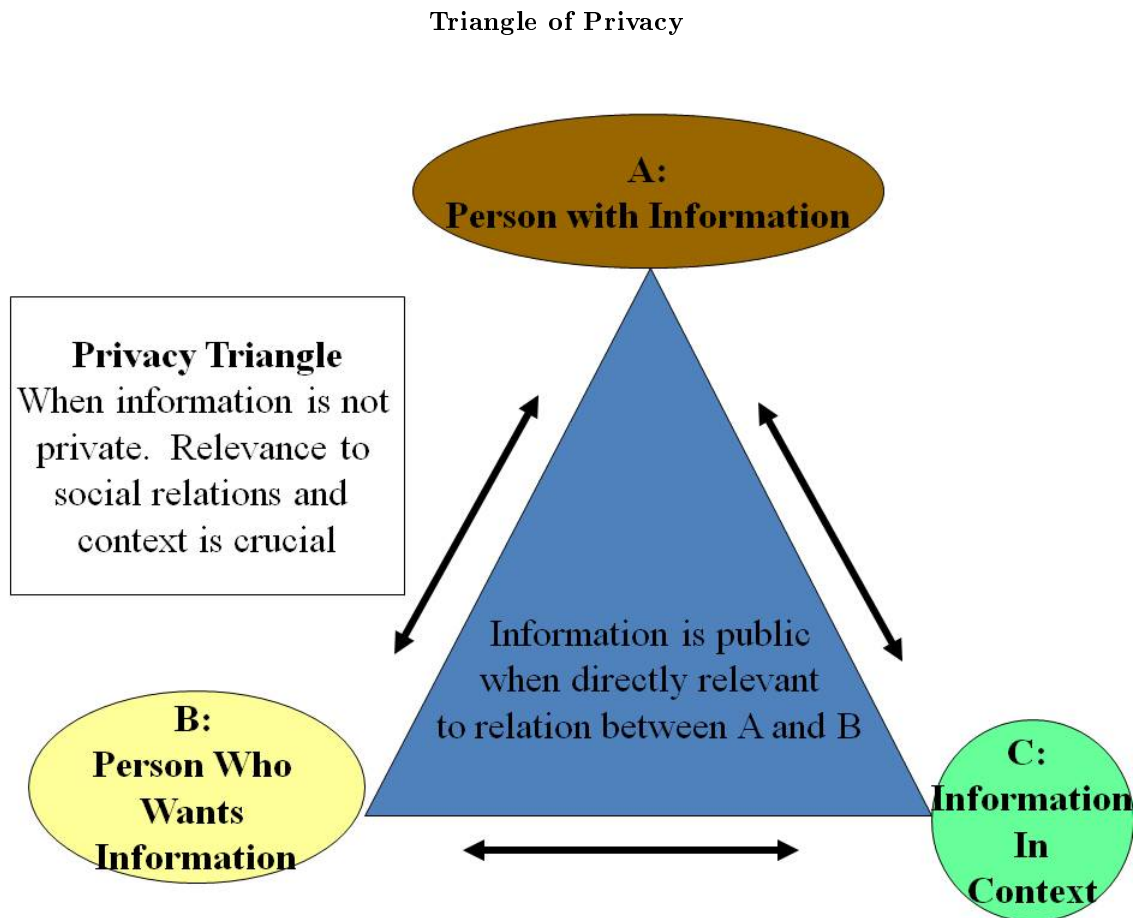 Triangle of Privacy
A:
Person with Information
Privacy Triangle
When information is not
private. Relevance to
social relations and
context is crucial
Information is public
when directly relevant
to relation between A and B
B:
Person Who
Wants
Information
C:
Information
In
Context